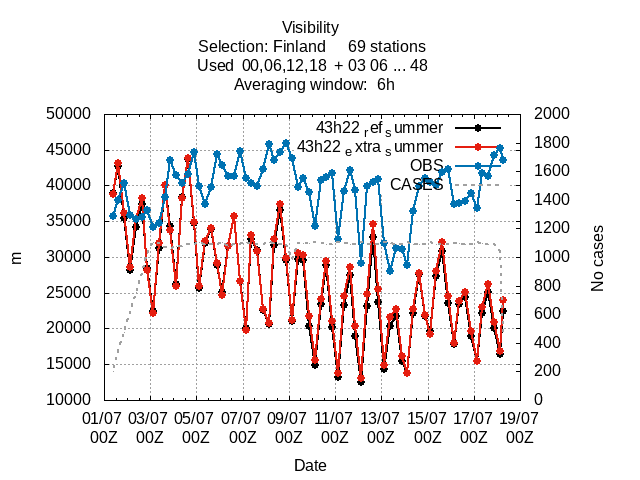 Visibility
Selection: Finland 69 stations
Used 00,06,12,18 + 03 06 ... 48
Averaging window: 6h
50000
45000
40000
35000
30000
25000
20000
15000
10000
m
2000
1800
1600
1400
1200
1000
800
600
400
200
0
No cases
43h22 ref summer
43h22 extra summer
OBS
CASES
01/07 03/07 05/07 07/07 09/07 11/07 13/07 15/07 17/07 19/07
00Z 00Z 00Z 00Z 00Z 00Z 00Z 00Z 00Z 00Z
Date